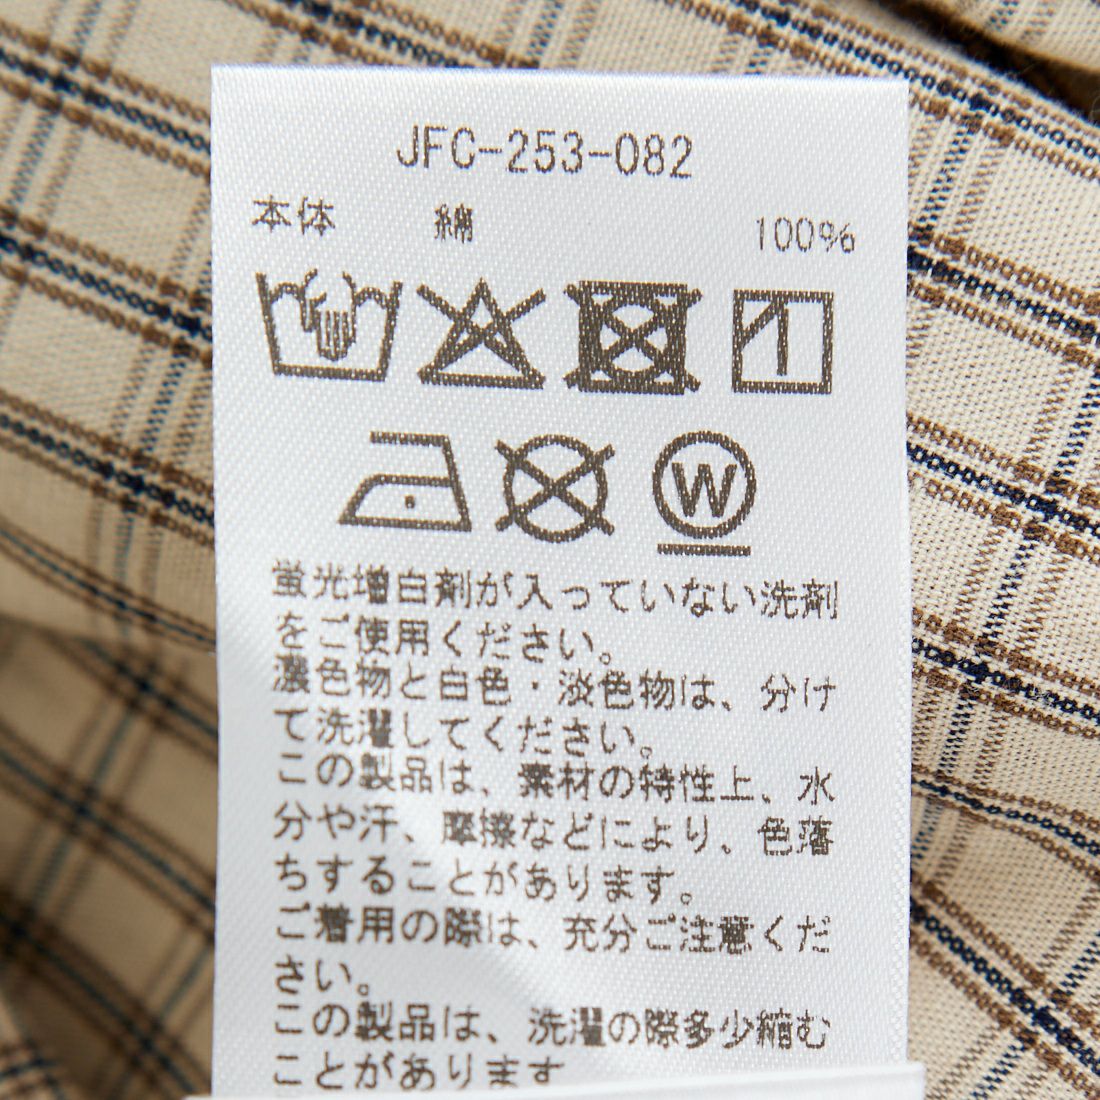 JFC-253-082
本体 綿 100%
W
蛍光増白剤が入っていない洗剤
をご使用ください。
濃色物と白色・淡色物は、分け
て洗濯してください。
この製品は、素材の特性上、水
分や汗、摩擦などにより、色落
ちすることがあります。
ご着用の際は、充分ご注意くだ
さい。
この製品は、洗濯の際多少縮む
ことがあります